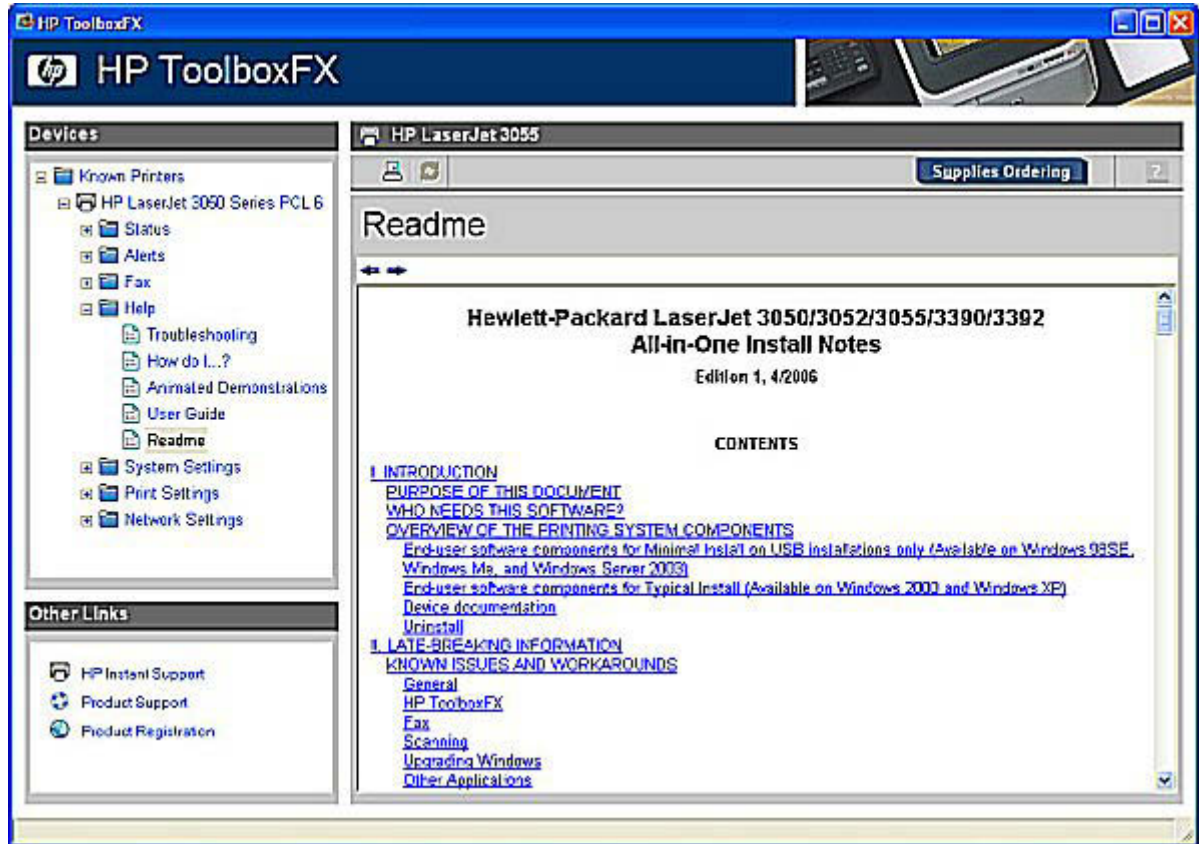 HP ToolboxFX
hp HP ToolboxFX
Devices
Known Printers
HP LaserJet 3050 Series PCL 6
Status
Alerts
Fax
Help
Troubleshooting
How do I...?
Animated Demonstrations
User Guide
Readme
System Settings
Print Settings
Network Settings
Other Links
HP Instant Support
Product Support
Product Registration
HP LaserJet 3055
Supplies Ordering
?
Readme
Hewlett-Packard LaserJet 3050/3052/3055/3390/3392
All-in-One Install Notes
Edition 1, 4/2006
CONTENTS
I. INTRODUCTION
PURPOSE OF THIS DOCUMENT
WHO NEEDS THIS SOFTWARE?
OVERVIEW OF THE PRINTING SYSTEM COMPONENTS
End-user software components for Minimal Install on USB installations only (Available on Windows 98SE,
Windows Me, and Windows Server 2003)
End-user software components for Typical Install (Available on Windows 2000 and Windows XP)
Device documentation
Uninstall
II. LATE-BREAKING INFORMATION
KNOWN ISSUES AND WORKAROUNDS
General
HP ToolboxFX
Fax
Scanning
Upgrading Windows
Other Applications